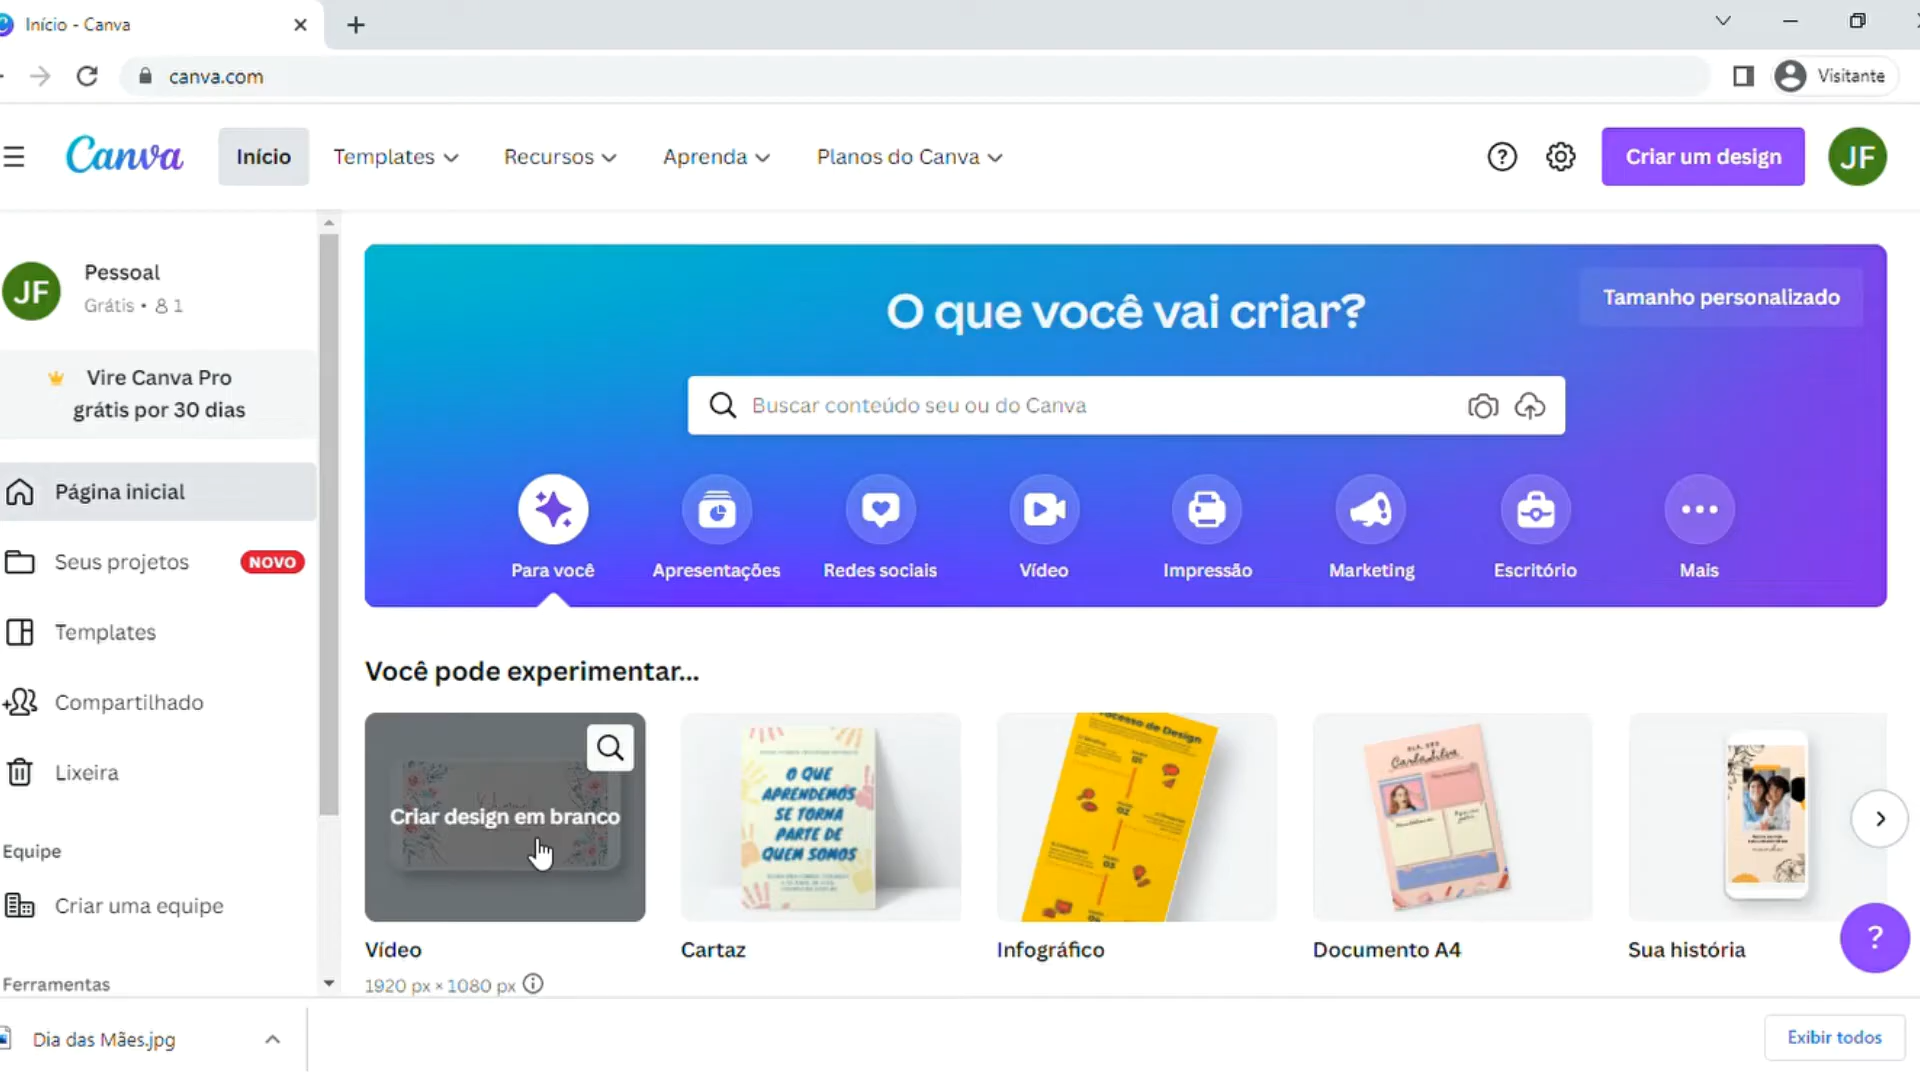 Início - Canva
canva.com
Visitante
Canva
Início
Templates
Recursos
Aprenda
Planos do Canva
Criar um design
JF
JF
Pessoal
Grátis • 1
Vire Canva Pro
grátis por 30 dias
Página inicial
Seus projetos
NOVO
Templates
Compartilhado
Lixeira
Equipe
Criar uma equipe
Ferramentas
O que você vai criar?
Tamanho personalizado
Buscar conteúdo seu ou do Canva
Para você
Apresentações
Redes sociais
Vídeo
Impressão
Marketing
Escritório
Mais
Você pode experimentar...
Criar design em branco
O QUE
APRENDEMOS
SE TORNA
PARTE DE
QUEM SOMOS
Processo de Design
Vídeo
1920 px × 1080 px
Cartaz
Infográfico
Documento A4
Sua história
?
Dia das Mães.jpg
Exibir todos